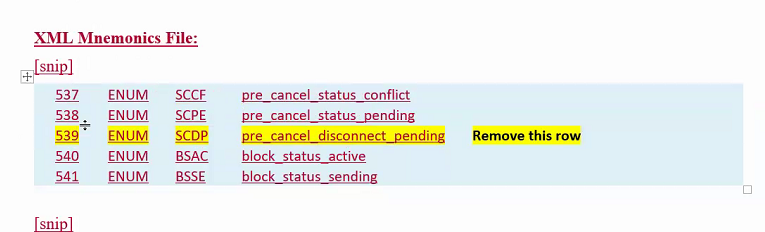 XML Mnemonics File:
[snip]
537 ENUM SCCF pre_cancel_status_conflict
538 ENUM SCPE pre_cancel_status_pending
539 ENUM SCDP pre_cancel_disconnect_pending Remove this row
540 ENUM BSAC block_status_active
541 ENUM BSSE block_status_sending
[snip]